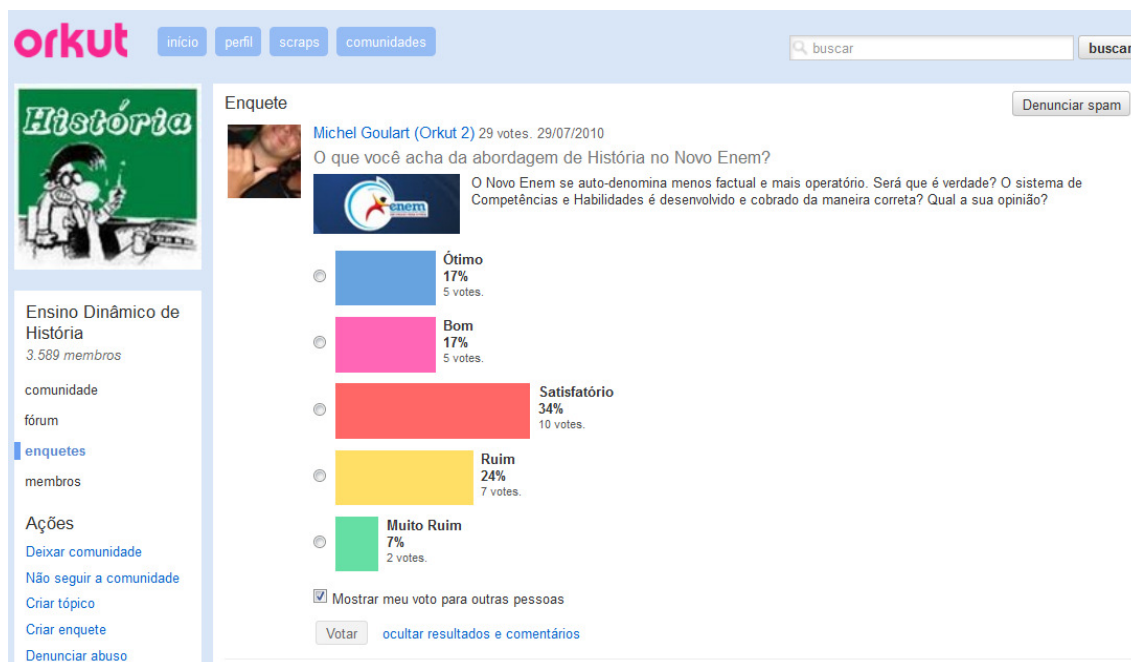 orkut
início perfil scraps comunidades
buscar buscar
História
Ensino Dinâmico de
História
3.589 membros
comunidade
fórum
enquetes
membros
Ações
Deixar comunidade
Não seguir a comunidade
Criar tópico
Criar enquete
Denunciar abuso
Enquete Denunciar spam
Michel Goulart (Orkut 2) 29 votes. 29/07/2010
O que você acha da abordagem de História no Novo Enem?
enem
O Novo Enem se auto-denomina menos factual e mais operatório. Será que é verdade? O sistema de
Competências e Habilidades é desenvolvido e cobrado da maneira correta? Qual a sua opinião?
Ótimo
17%
5 votes.
Bom
17%
5 votes.
Satisfatório
34%
10 votes.
Ruim
24%
7 votes.
Muito Ruim
7%
2 votes.
Mostrar meu voto para outras pessoas
Votar ocultar resultados e comentários